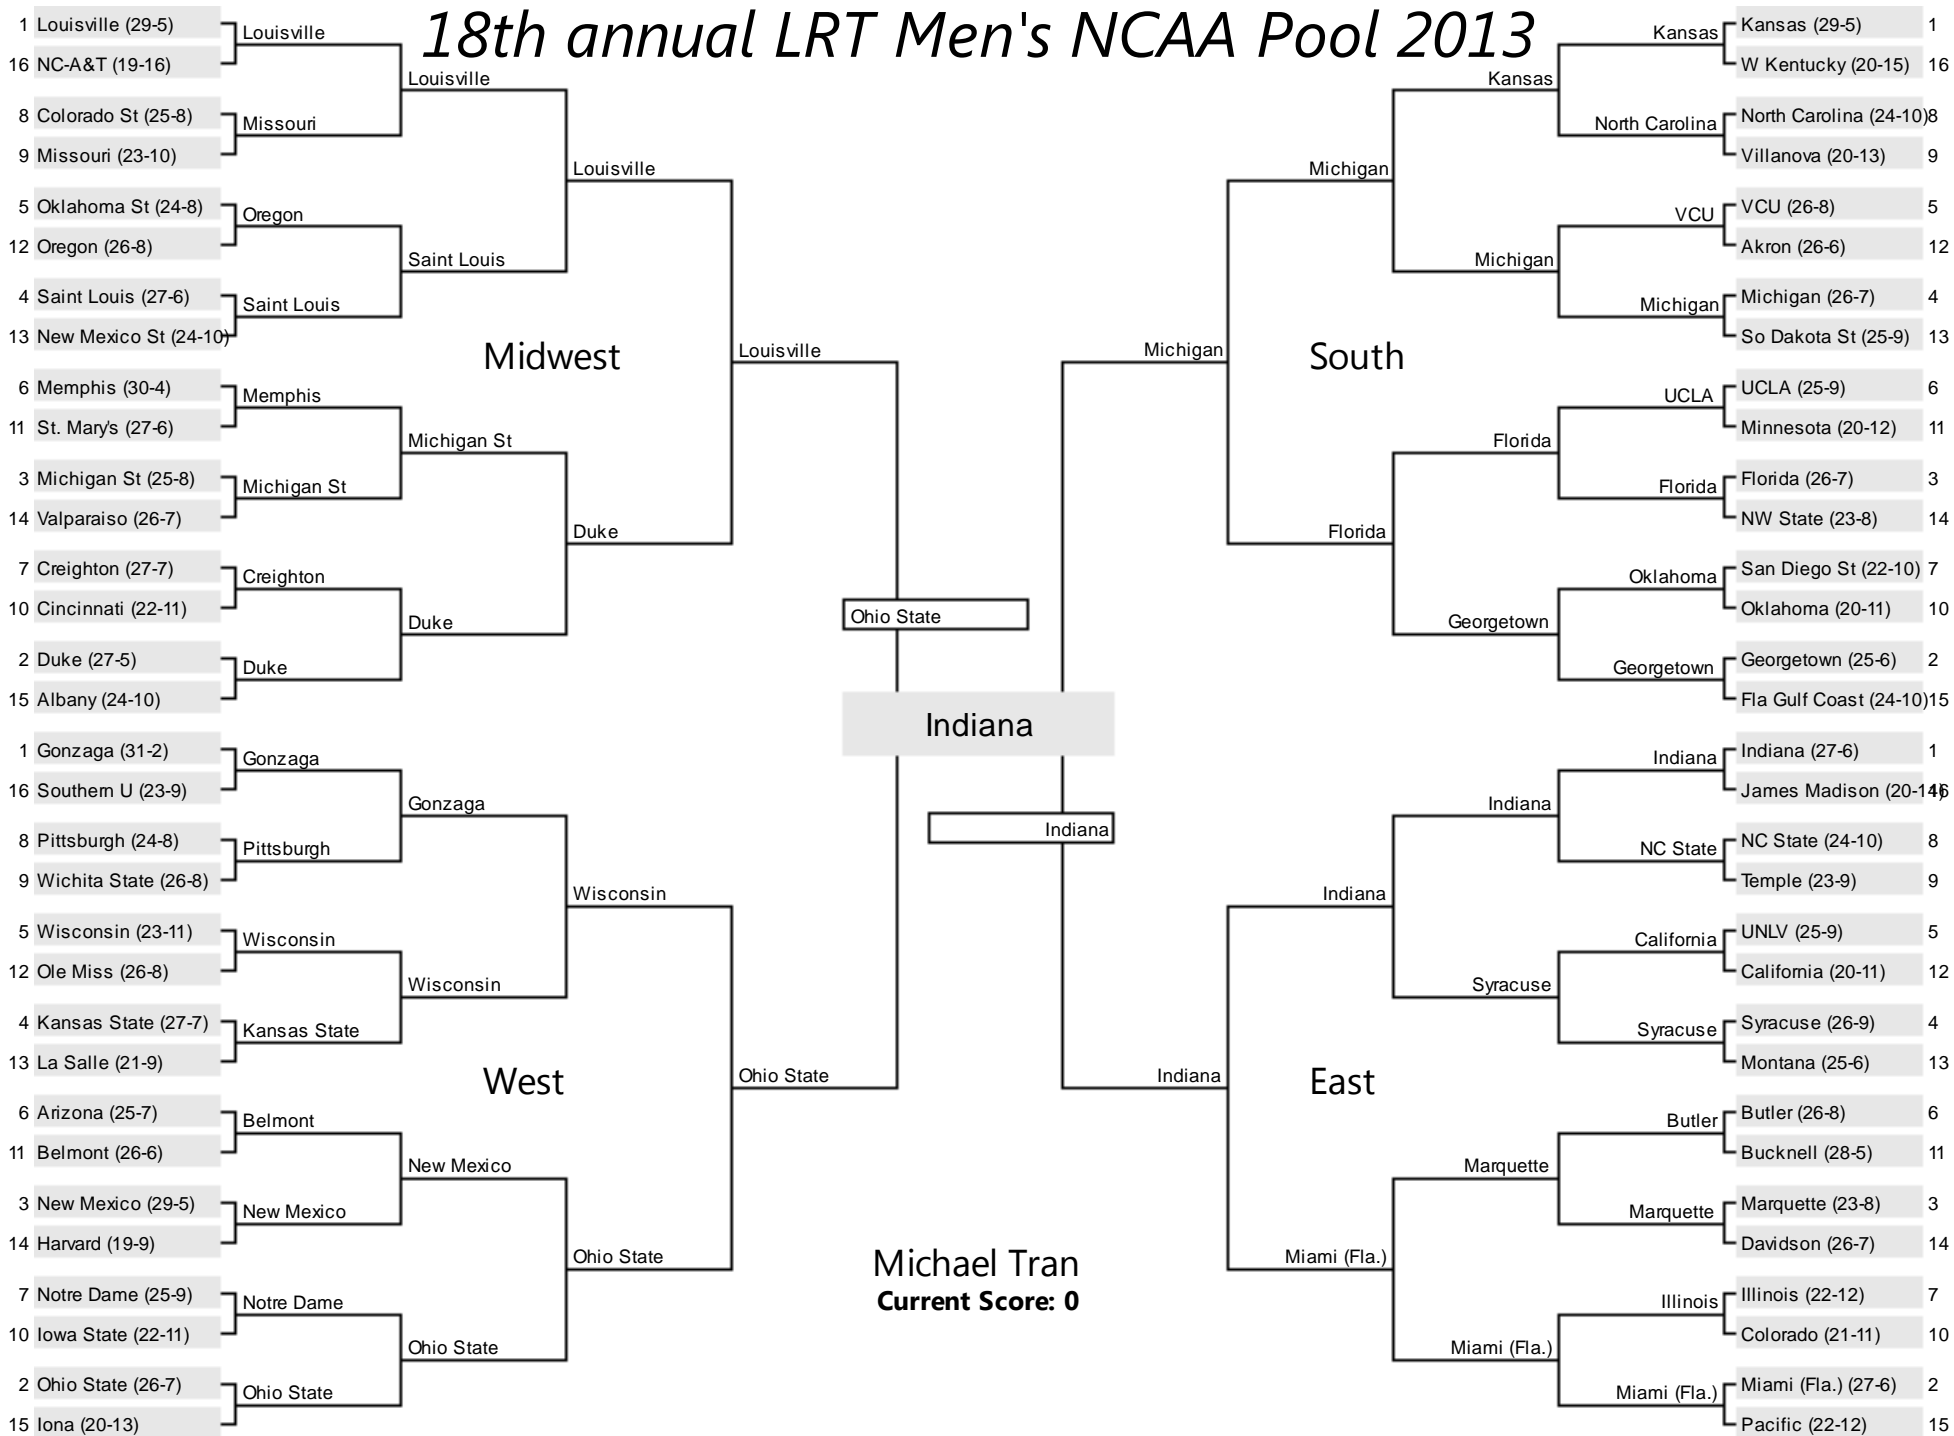 18th annual LRT Men's NCAA Pool 2013
1 Louisville (29-5)
16 NC-A&T (19-16)
8 Colorado St (25-8)
9 Missouri (23-10)
5 Oklahoma St (24-8)
12 Oregon (26-8)
4 Saint Louis (27-6)
13 New Mexico St (24-10)
6 Memphis (30-4)
11 St. Mary's (27-6)
3 Michigan St (25-8)
14 Valparaiso (26-7)
7 Creighton (27-7)
10 Cincinnati (22-11)
2 Duke (27-5)
15 Albany (24-10)
Louisville
Missouri
Oregon
Saint Louis
Memphis
Michigan St
Creighton
Duke
Louisville
Saint Louis
Michigan St
Duke
Louisville
Duke
Midwest
Louisville
1 Gonzaga (31-2)
16 Southern U (23-9)
8 Pittsburgh (24-8)
9 Wichita State (26-8)
5 Wisconsin (23-11)
12 Ole Miss (26-8)
4 Kansas State (27-7)
13 La Salle (21-9)
6 Arizona (25-7)
11 Belmont (26-6)
3 New Mexico (29-5)
14 Harvard (19-9)
7 Notre Dame (25-9)
10 Iowa State (22-11)
2 Ohio State (26-7)
15 Iona (20-13)
Gonzaga
Pittsburgh
Wisconsin
Kansas State
Belmont
New Mexico
Notre Dame
Ohio State
Gonzaga
Wisconsin
New Mexico
Ohio State
Wisconsin
Ohio State
West
Ohio State
Ohio State
Indiana
Indiana
Michael Tran
Current Score: 0
Kansas (29-5) 1
W Kentucky (20-15) 16
North Carolina (24-10) 8
Villanova (20-13) 9
VCU (26-8) 5
Akron (26-6) 12
Michigan (26-7) 4
So Dakota St (25-9) 13
UCLA (25-9) 6
Minnesota (20-12) 11
Florida (26-7) 3
NW State (23-8) 14
San Diego St (22-10) 7
Oklahoma (20-11) 10
Georgetown (25-6) 2
Fla Gulf Coast (24-10) 15
Kansas
North Carolina
VCU
Michigan
UCLA
Florida
Oklahoma
Georgetown
Kansas
Michigan
Florida
Georgetown
Michigan
Florida
South
Michigan
Indiana (27-6) 1
James Madison (20-14) 16
NC State (24-10) 8
Temple (23-9) 9
UNLV (25-9) 5
California (20-11) 12
Syracuse (26-9) 4
Montana (25-6) 13
Butler (26-8) 6
Bucknell (28-5) 11
Marquette (23-8) 3
Davidson (26-7) 14
Illinois (22-12) 7
Colorado (21-11) 10
Miami (Fla.) (27-6) 2
Pacific (22-12) 15
Indiana
NC State
California
Syracuse
Butler
Marquette
Illinois
Miami (Fla.)
Indiana
Syracuse
Marquette
Miami (Fla.)
Indiana
Miami (Fla.)
East
Indiana